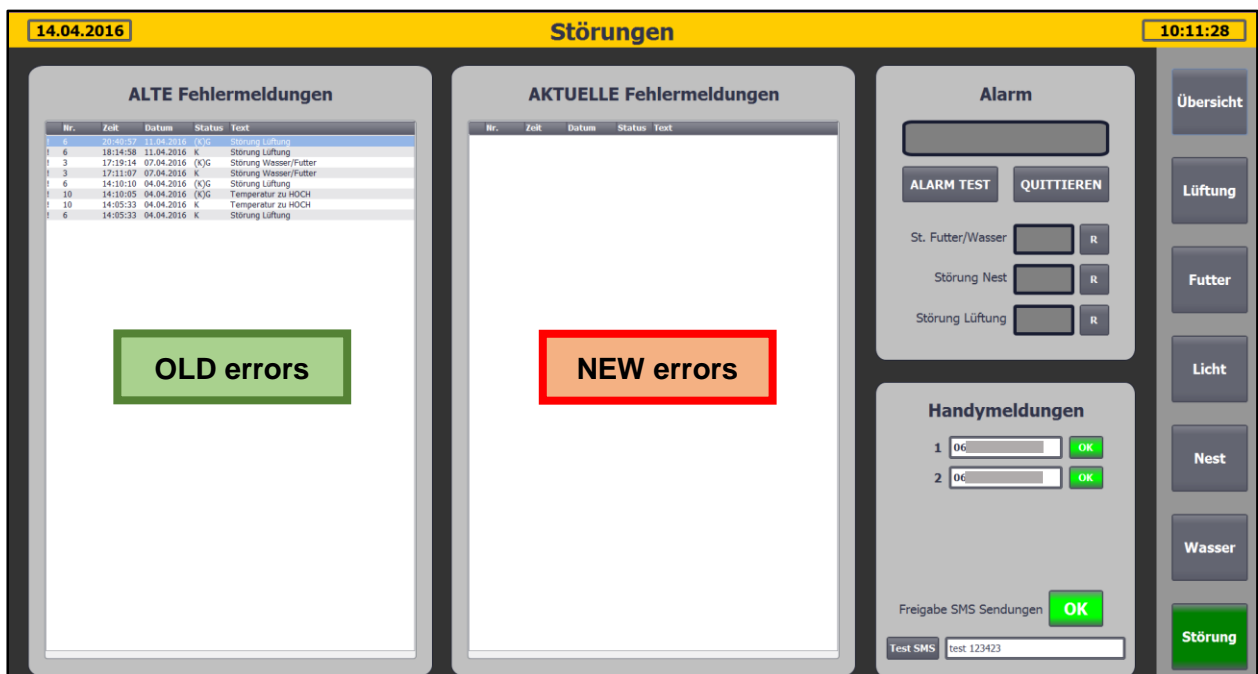 14.04.2016 Störungen 10:11:28
ALTE Fehlermeldungen
Nr. Zeit Datum Status Text
! 6 20:40:57 11.04.2016 (K)G Störung Lüftung
! 6 18:14:58 11.04.2016 K Störung Lüftung
! 3 17:19:14 07.04.2016 (K)G Störung Wasser/Futter
! 3 17:11:07 07.04.2016 K Störung Wasser/Futter
! 6 14:10:10 04.04.2016 (K)G Störung Lüftung
! 10 14:10:05 04.04.2016 (K)G Temperatur zu HOCH
! 10 14:05:33 04.04.2016 K Temperatur zu HOCH
! 6 14:05:33 04.04.2016 K Störung Lüftung
OLD errors
AKTUELLE Fehlermeldungen
Nr. Zeit Datum Status Text
NEW errors
Alarm
ALARM TEST QUITTIEREN
St. Futter/Wasser R
Störung Nest R
Störung Lüftung R
Handymeldungen
1 06 OK
2 06 OK
Freigabe SMS Sendungen OK
Test SMS test 123423
Übersicht
Lüftung
Futter
Licht
Nest
Wasser
Störung